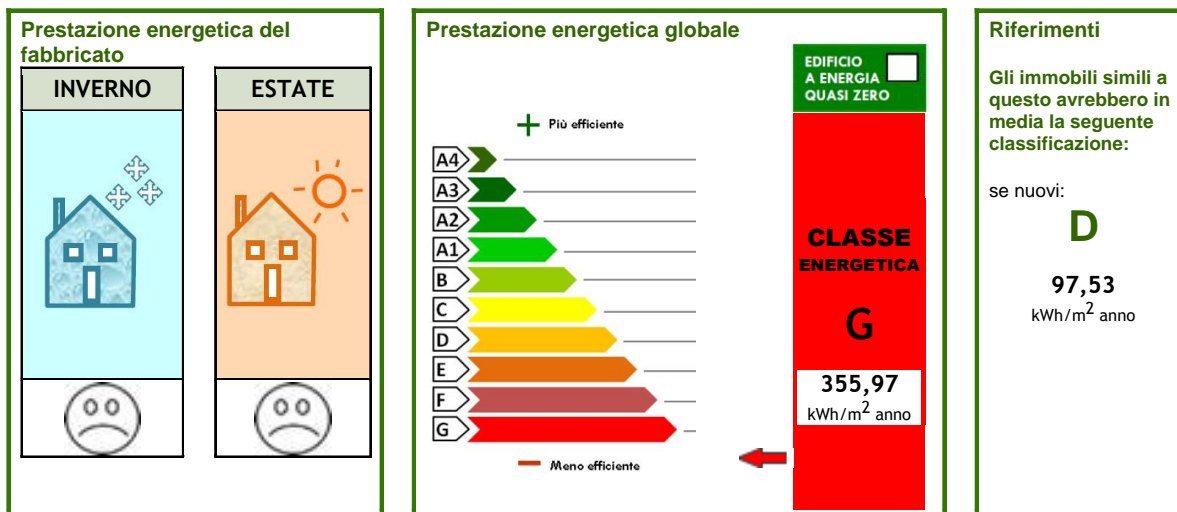 Prestazione energetica del
fabbricato
INVERNO
ESTATE
Prestazione energetica globale
EDIFICIO
A ENERGIA
QUASI ZERO
Più efficiente
A4
A3
A2
A1
B
C
D
E
F
G
Meno efficiente
CLASSE
ENERGETICA
G
355,97
kWh/m² anno
Riferimenti
Gli immobili simili a
questo avrebbero in
media la seguente
classificazione:
se nuovi:
D
97,53
kWh/m² anno